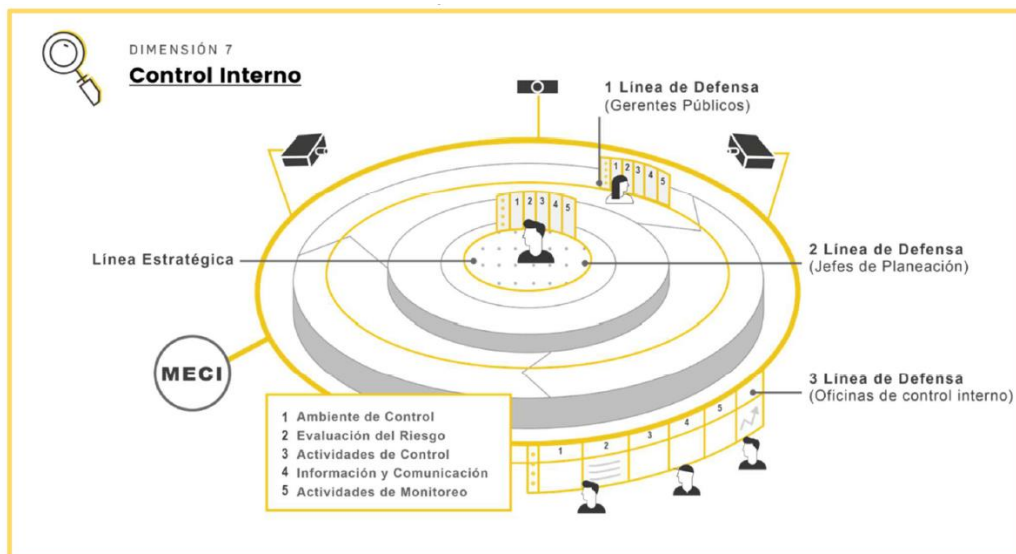 DIMENSIÓN 7
Control Interno
1 Línea de Defensa
(Gerentes Públicos)
1 2 3 4 5
1 2 3 4 5
Línea Estratégica
2 Línea de Defensa
(Jefes de Planeación)
MECI
3 Línea de Defensa
(Oficinas de control interno)
1 Ambiente de Control
2 Evaluación del Riesgo
3 Actividades de Control
4 Información y Comunicación
5 Actividades de Monitoreo
1 2 3 4 5